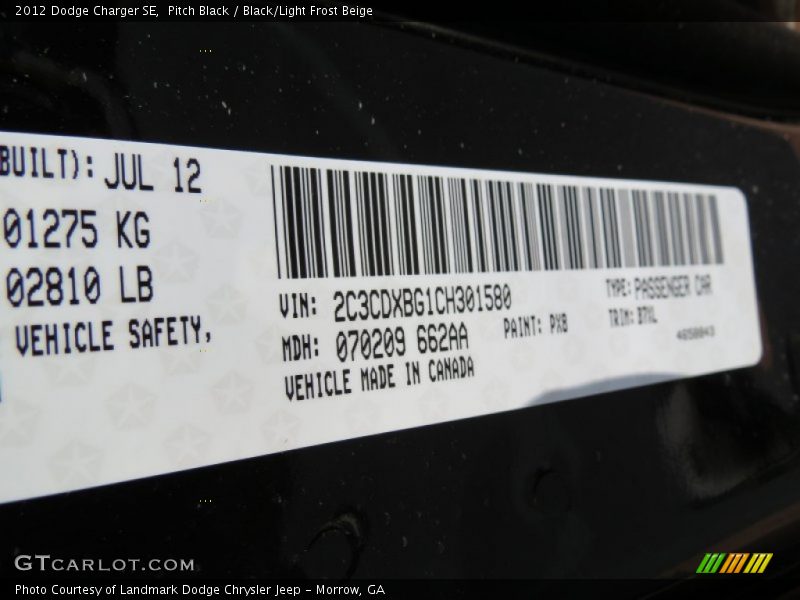 2012 Dodge Charger SE, Pitch Black / Black/Light Frost Beige
BUILT): JUL 12
01275 KG
02810 LB
VEHICLE SAFETY,
VIN: 2C3CDXBG1CH301580
TYPE: PASSENGER CAR
MDH: 070209 662AA
PAINT: PXB
TRIM: B7XL
VEHICLE MADE IN CANADA
GTCARLOT.COM
Photo Courtesy of Landmark Dodge Chrysler Jeep - Morrow, GA